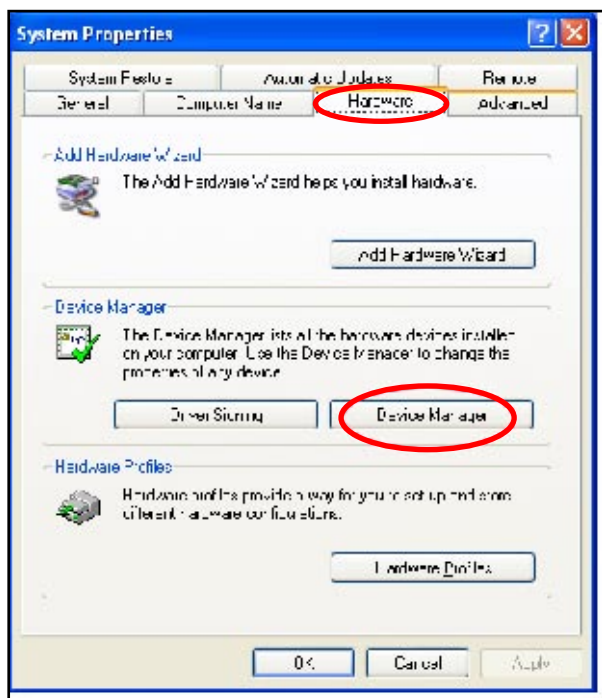 System Properties
System Restore Automatic Updates Remote
General Computer Name Hardware Advanced
Add Hardware Wizard
The Add Hardware Wizard helps you install hardware.
Add Hardware Wizard
Device Manager
The Device Manager lists all the hardware devices installed
on your computer. Use the Device Manager to change the
properties of any device.
Driver Signing Device Manager
Hardware Profiles
Hardware profiles provide a way for you to set up and store
different hardware configurations.
Hardware Profiles
OK Cancel Apply